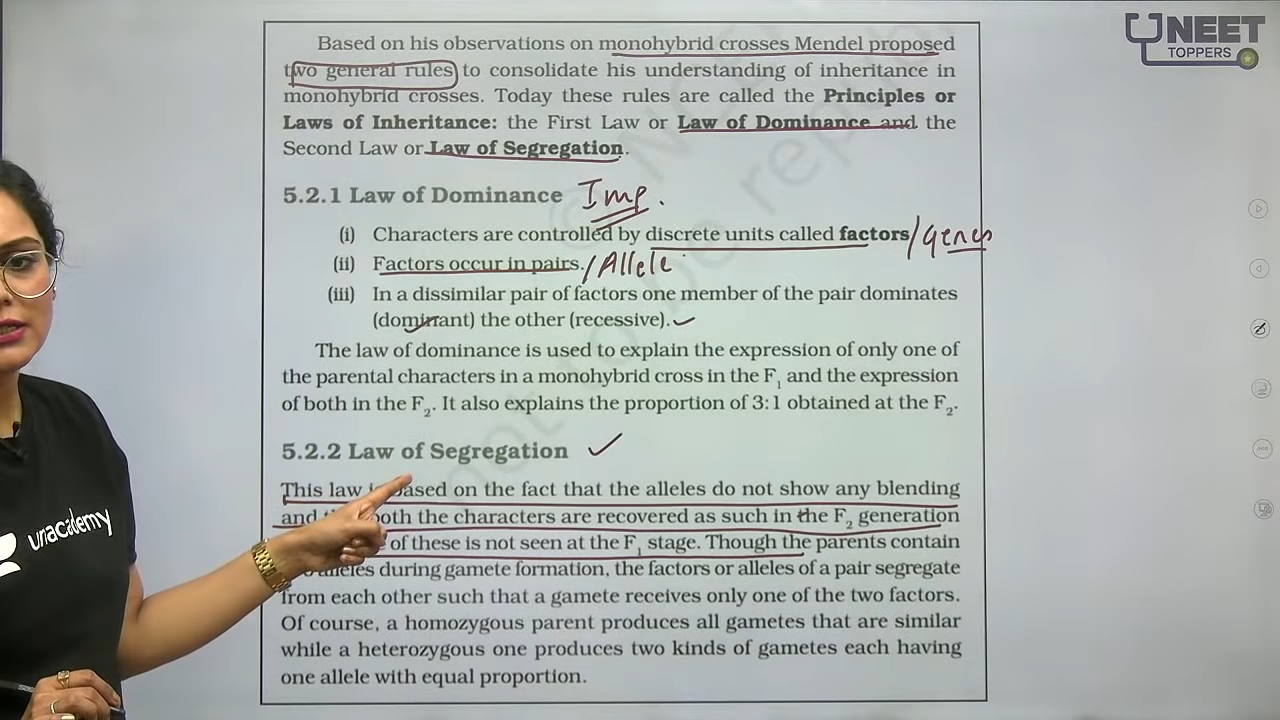 NEET
TOPPERS
Based on his observations on monohybrid crosses Mendel proposed
two general rules to consolidate his understanding of inheritance in
monohybrid crosses. Today these rules are called the Principles or
Laws of Inheritance: the First Law or Law of Dominance and the
Second Law or Law of Segregation.
5.2.1 Law of Dominance Imp.
(i) Characters are controlled by discrete units called factors/Genes
(ii) Factors occur in pairs./Allele
(iii) In a dissimilar pair of factors one member of the pair dominates
(dominant) the other (recessive).
The law of dominance is used to explain the expression of only one of
the parental characters in a monohybrid cross in the F1 and the expression
of both in the F2. It also explains the proportion of 3:1 obtained at the F2.
5.2.2 Law of Segregation
This law is based on the fact that the alleles do not show any blending
and both the characters are recovered as such in the F2 generation
of these is not seen at the F1 stage. Though the parents contain
alleles during gamete formation, the factors or alleles of a pair segregate
from each other such that a gamete receives only one of the two factors.
Of course, a homozygous parent produces all gametes that are similar
while a heterozygous one produces two kinds of gametes each having
one allele with equal proportion.
unacademy